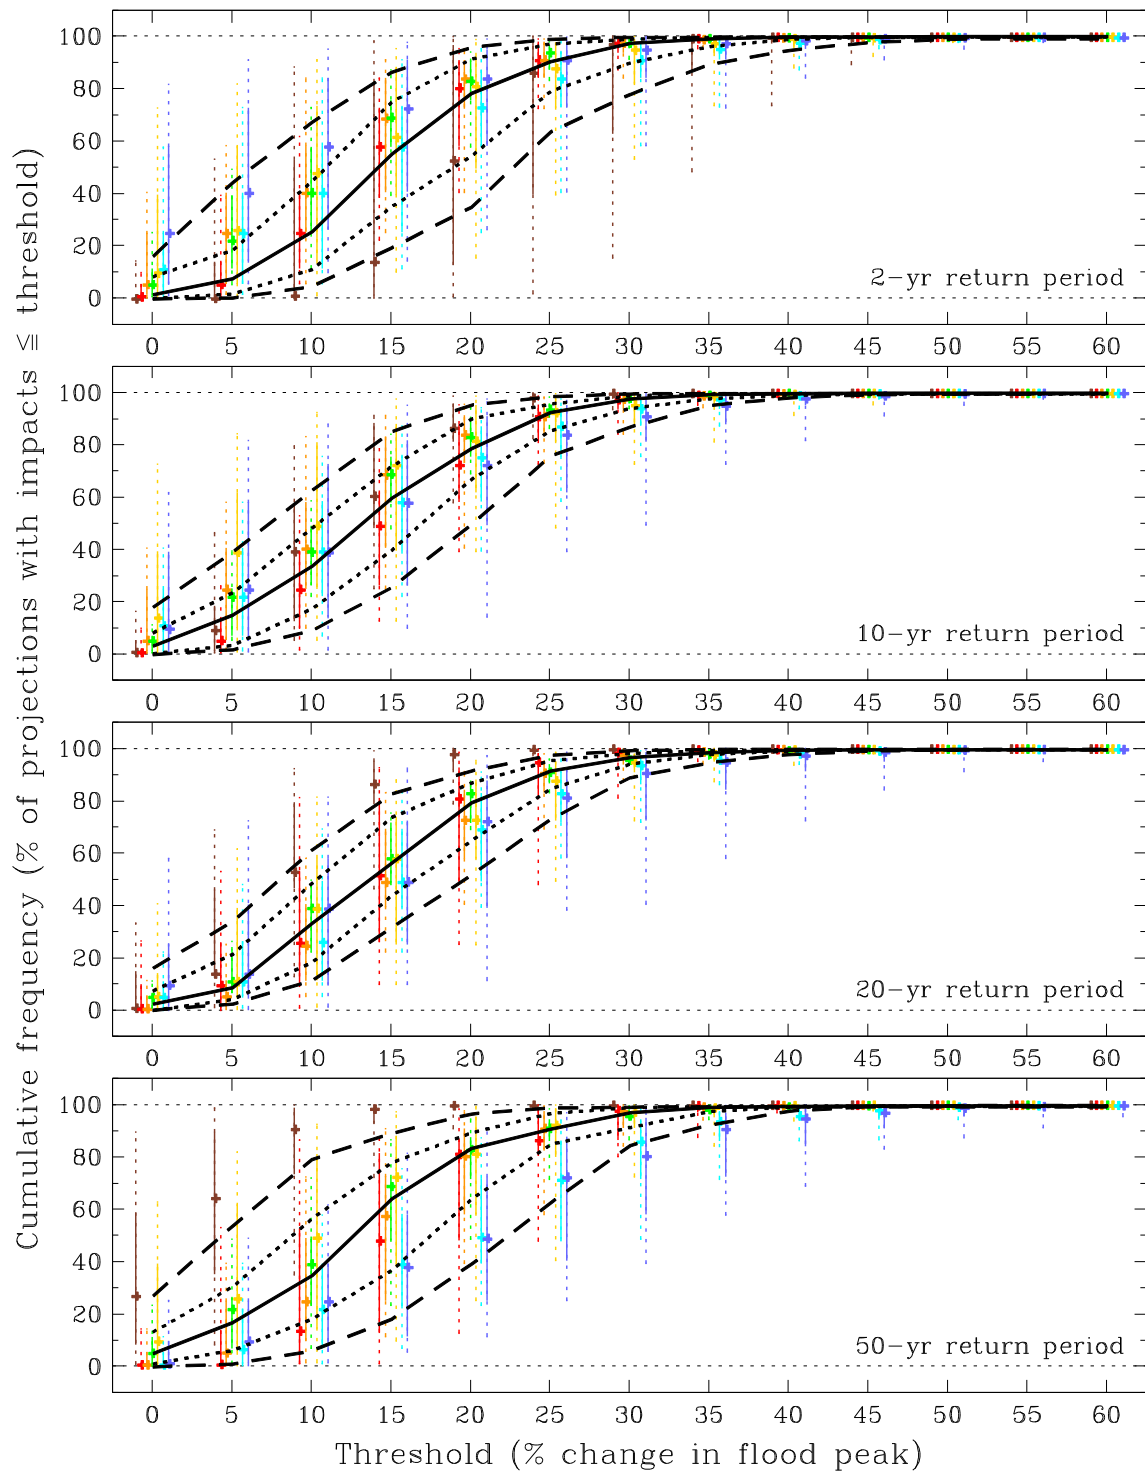 Cumulative frequency (% of projections with impacts ≤ threshold)
100
80
60
40
20
0
2-yr return period
0 5 10 15 20 25 30 35 40 45 50 55 60
100
80
60
40
20
0
10-yr return period
0 5 10 15 20 25 30 35 40 45 50 55 60
100
80
60
40
20
0
20-yr return period
0 5 10 15 20 25 30 35 40 45 50 55 60
100
80
60
40
20
0
50-yr return period
0 5 10 15 20 25 30 35 40 45 50 55 60
Threshold (% change in flood peak)